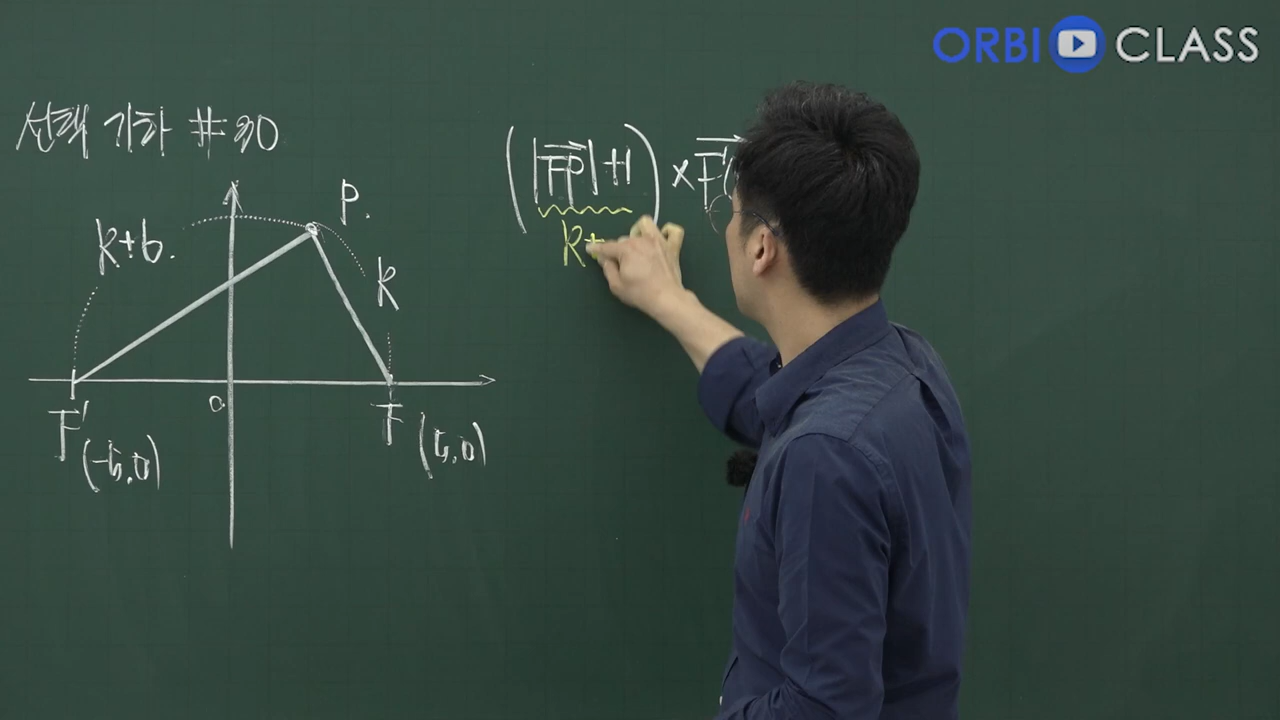 ORBI CLASS
선택 기하 #30
P.
k+6.
k
O
F'
(-5,0)
F
(5,0)
(|FP|+1) × F'
k+